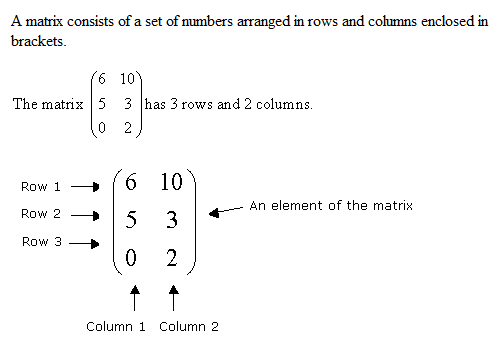 A matrix consists of a set of numbers arranged in rows and columns enclosed in
brackets.
6 10
The matrix 5 3 has 3 rows and 2 columns.
0 2
Row 1 6 10
Row 2 5 3 An element of the matrix
Row 3 0 2
Column 1 Column 2